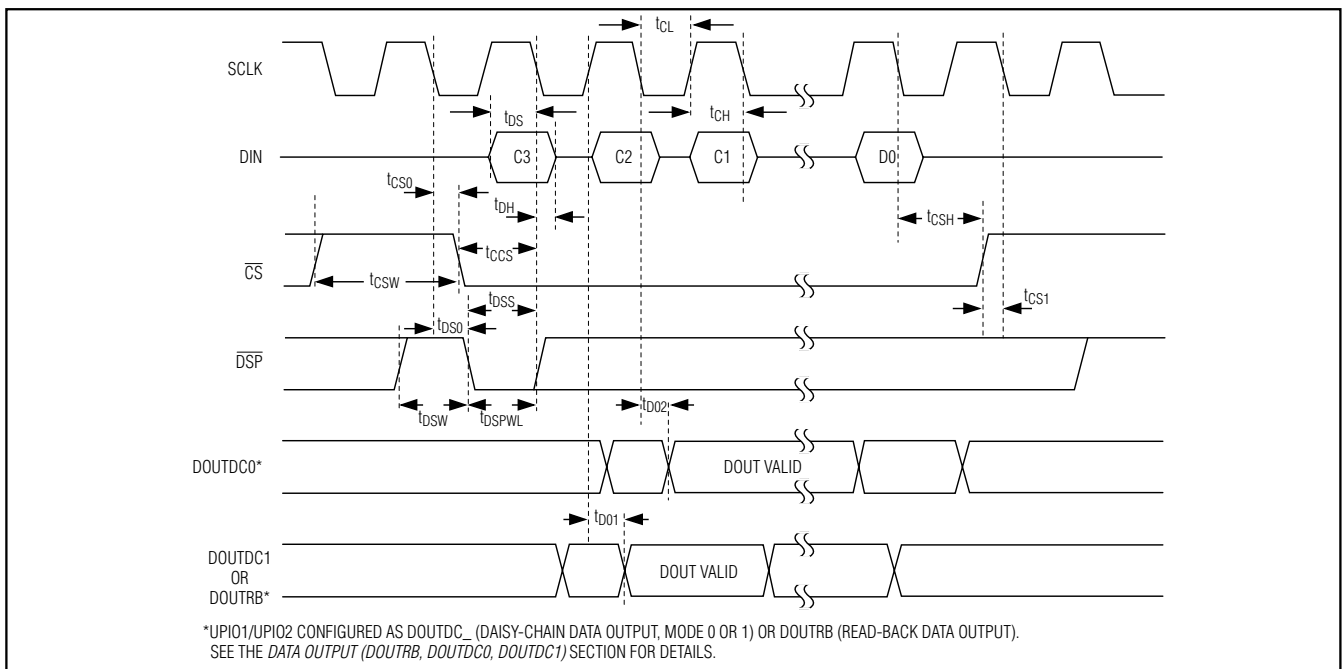 tCL
SCLK
tDS
tCH
DIN
C3
C2
C1
D0
tCS0
tDH
tCSH
tCCS
CS
tCSW
tDSS
tCS1
tDS0
DSP
tDSW
tDSPWL
tD02
DOUTDC0*
DOUT VALID
tD01
DOUTDC1
OR
DOUTRB*
DOUT VALID
*UPIO1/UPIO2 CONFIGURED AS DOUTDC_ (DAISY-CHAIN DATA OUTPUT, MODE 0 OR 1) OR DOUTRB (READ-BACK DATA OUTPUT).
SEE THE DATA OUTPUT (DOUTRB, DOUTDC0, DOUTDC1) SECTION FOR DETAILS.